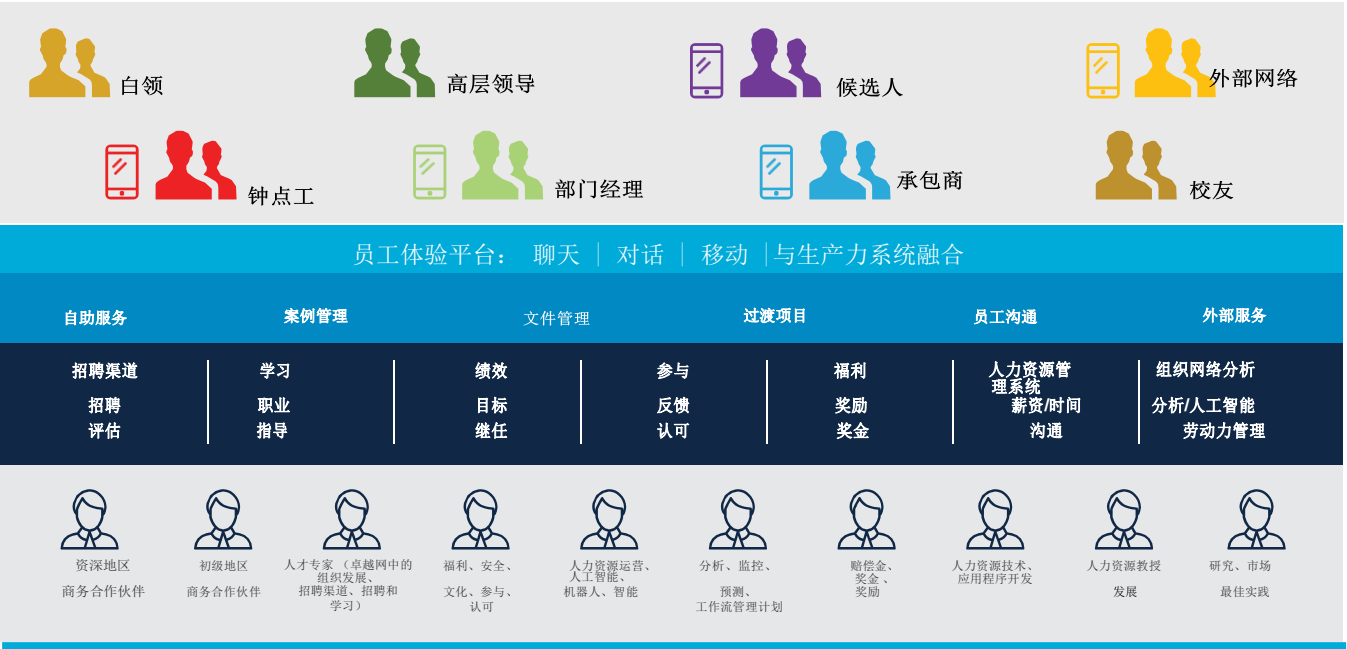 白领
高层领导
候选人
外部网络
钟点工
部门经理
承包商
校友
员工体验平台： 聊天 | 对话 | 移动 |与生产力系统融合
自助服务
案例管理
文件管理
过渡项目
员工沟通
外部服务
招聘渠道
招聘
评估
学习
职业
指导
绩效
目标
继任
参与
反馈
认可
福利
奖励
奖金
人力资源管
理系统
薪资/时间
沟通
组织网络分析
分析/人工智能
劳动力管理
资深地区
商务合作伙伴
初级地区
商务合作伙伴
人才专家 （卓越网中的
组织发展、
招聘渠道、招聘和
学习）
福利、安全、
文化、参与、
认可
人力资源运营、
人工智能、
机器人、智能
分析、监控、
预测、
工作流管理计划
赔偿金、
奖金 、
奖励
人力资源技术、
应用程序开发
人力资源教授
发展
研究、市场
最佳实践